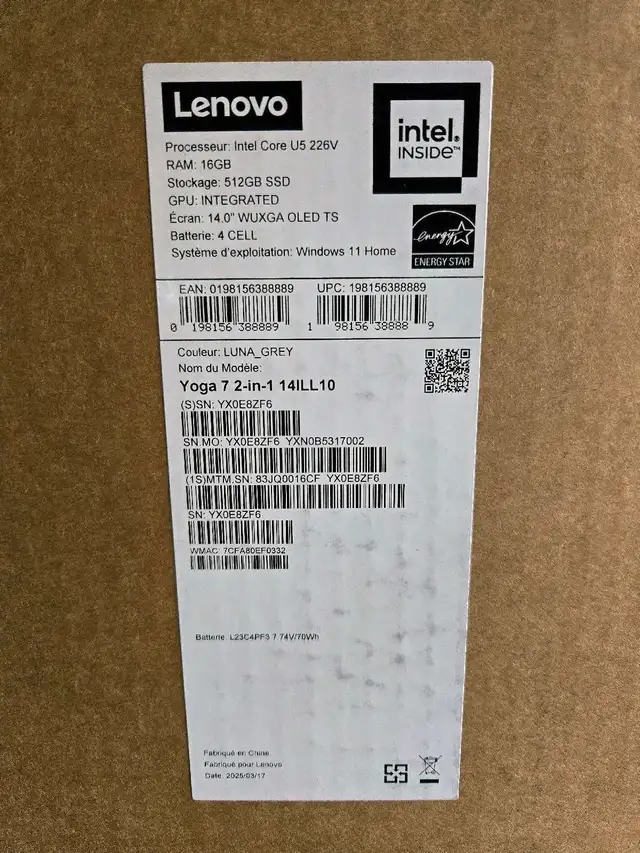 Lenovo
intel.
INSIDE™
Processeur: Intel Core U5 226V
RAM: 16GB
Stockage: 512GB SSD
GPU: INTEGRATED
Écran: 14.0" WUXGA OLED TS
Batterie: 4 CELL
Système d'exploitation: Windows 11 Home
energy
ENERGY STAR
EAN: 0198156388889 UPC: 198156388889
0 198156 388889 1 98156 38888 9
Couleur: LUNA_GREY
Nom du Modèle:
Yoga 7 2-in-1 14ILL10
(S)SN: YX0E8ZF6
SN.MO: YX0E8ZF6 YXN0B5317002
(1S)MTM.SN: 83JQ0016CF YX0E8ZF6
SN: YX0E8ZF6
WMAC: 7CFA80EF0332
Batterie: L23C4PF3 7.74V/70Wh
Fabriqué en Chine
Fabriqué pour Lenovo
Date: 2025/03/17